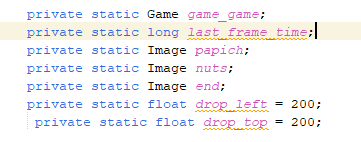 private static Game game_game;
private static long last_frame_time;
private static Image papich;
private static Image nuts;
private static Image end;
private static float drop_left = 200;
private static float drop_top = 200;